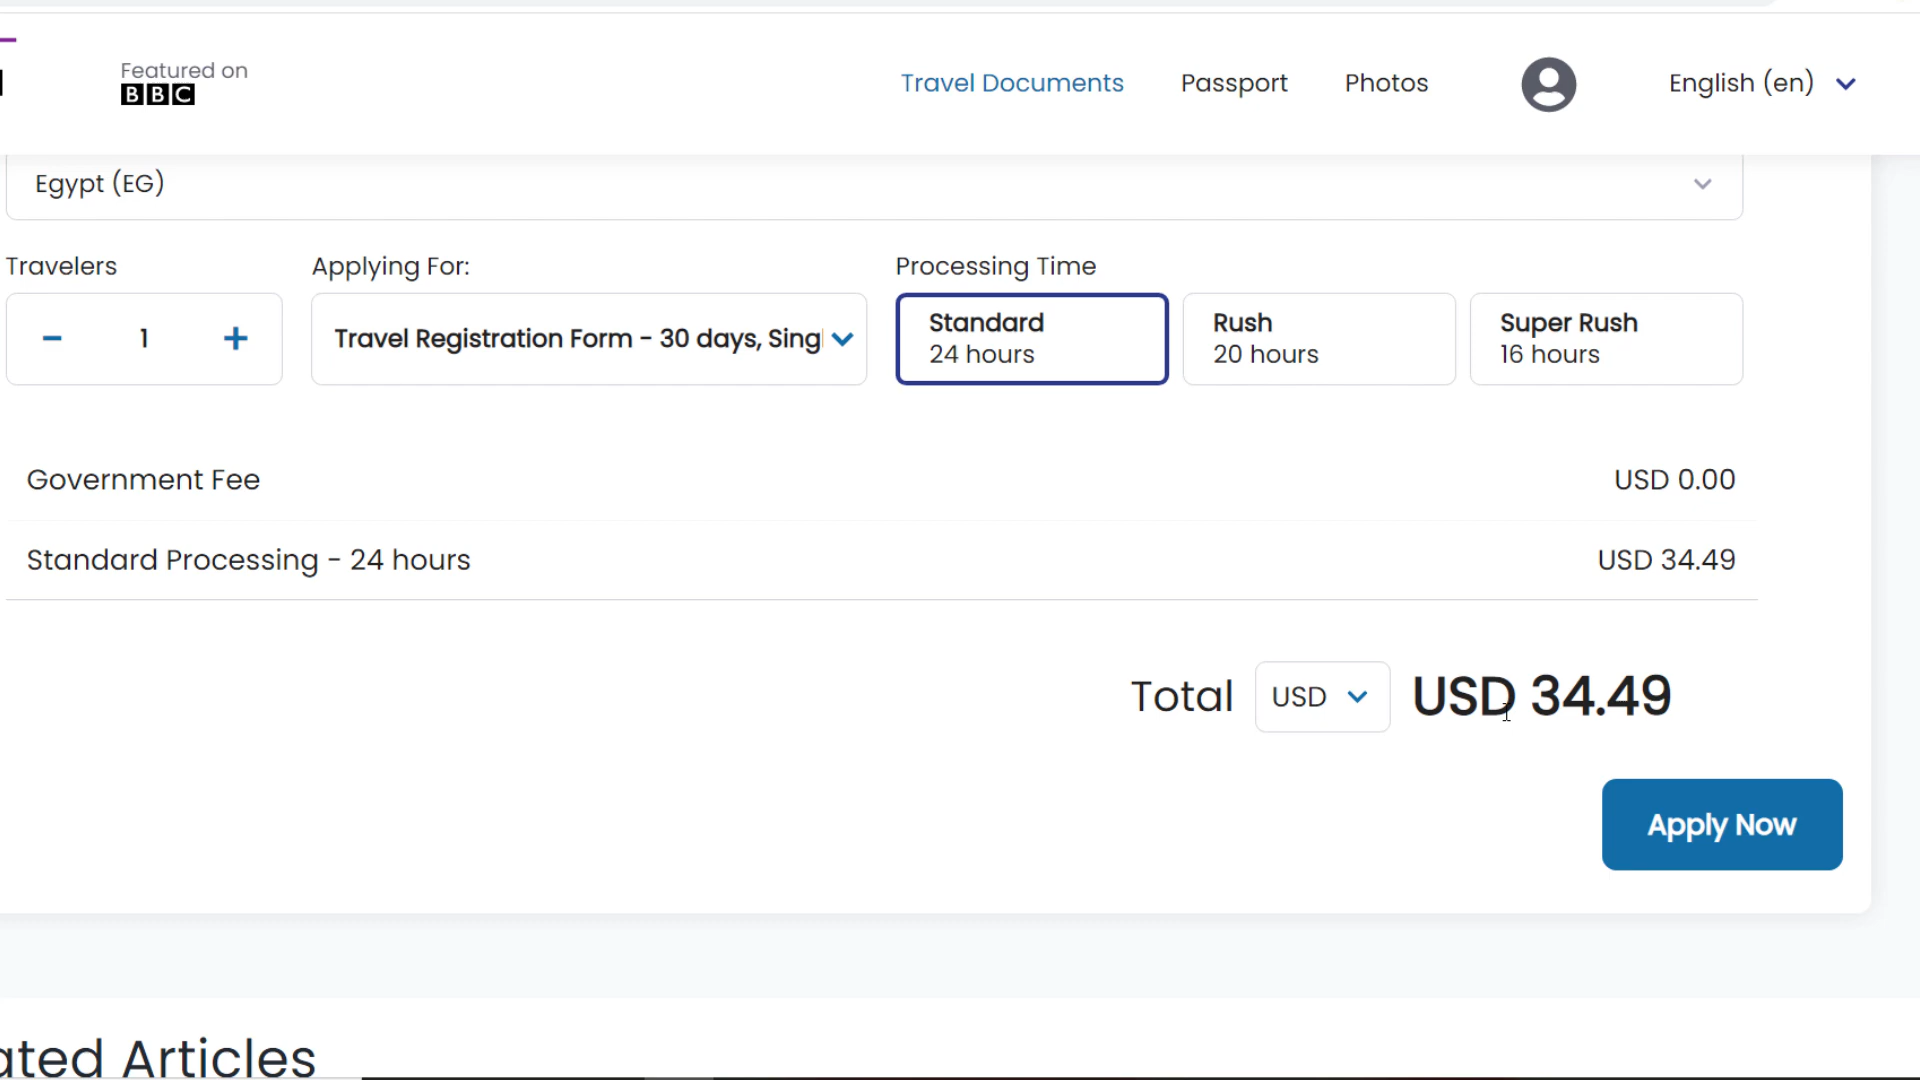 Featured on
BBC
Travel Documents
Passport
Photos
English (en)
Egypt (EG)
Travelers
Applying For:
Processing Time
1
Travel Registration Form - 30 days, Singl
Standard
24 hours
Rush
20 hours
Super Rush
16 hours
Government Fee
USD 0.00
Standard Processing - 24 hours
USD 34.49
Total
USD
USD 34.49
Apply Now
ated Articles